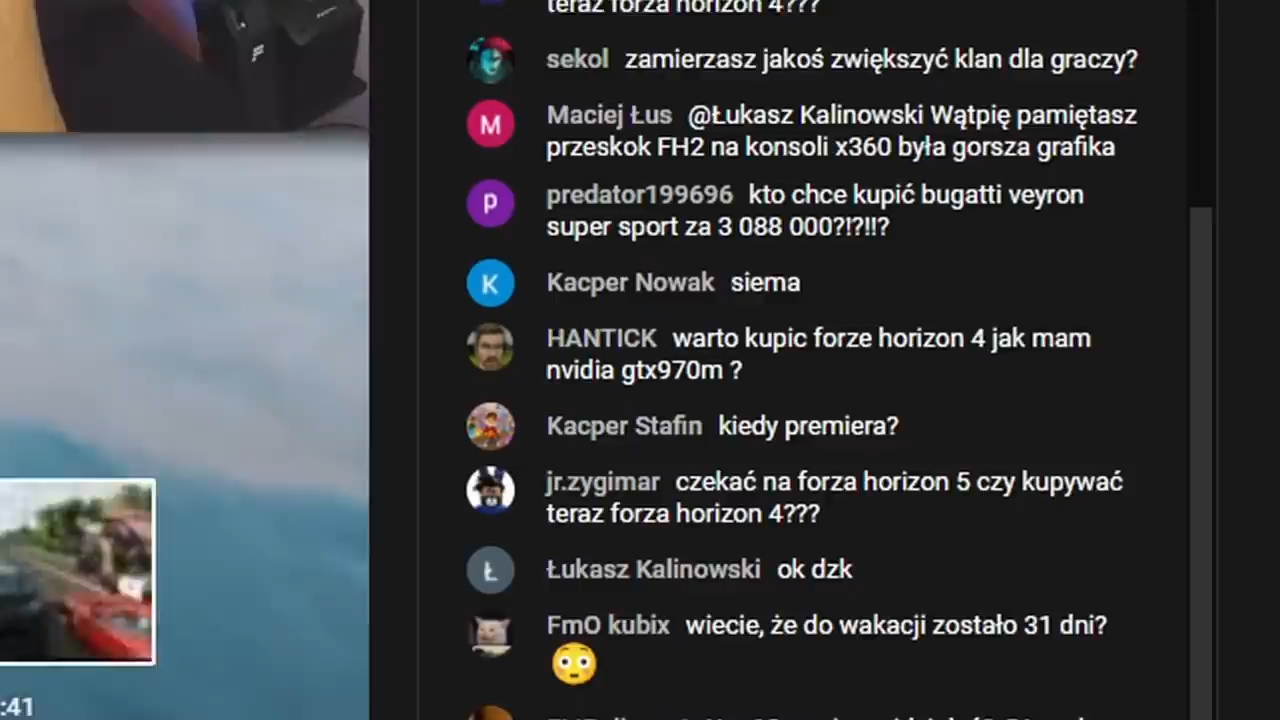 teraz forza horizon 4???
sekol zamierzasz jakoś zwiększyć klan dla graczy?
M Maciej Łus @Łukasz Kalinowski Wątpię pamiętasz
przeskok FH2 na konsoli x360 była gorsza grafika
P predator199696 kto chce kupić bugatti veyron
super sport za 3 088 000?!?!!?
K Kacper Nowak siema
HANTICK warto kupic forze horizon 4 jak mam
nvidia gtx970m ?
Kacper Stafin kiedy premiera?
jr.zygimar czekać na forza horizon 5 czy kupywać
teraz forza horizon 4???
Ł Łukasz Kalinowski ok dzk
FmO kubix wiecie, że do wakacji zostało 31 dni?
😳
:41